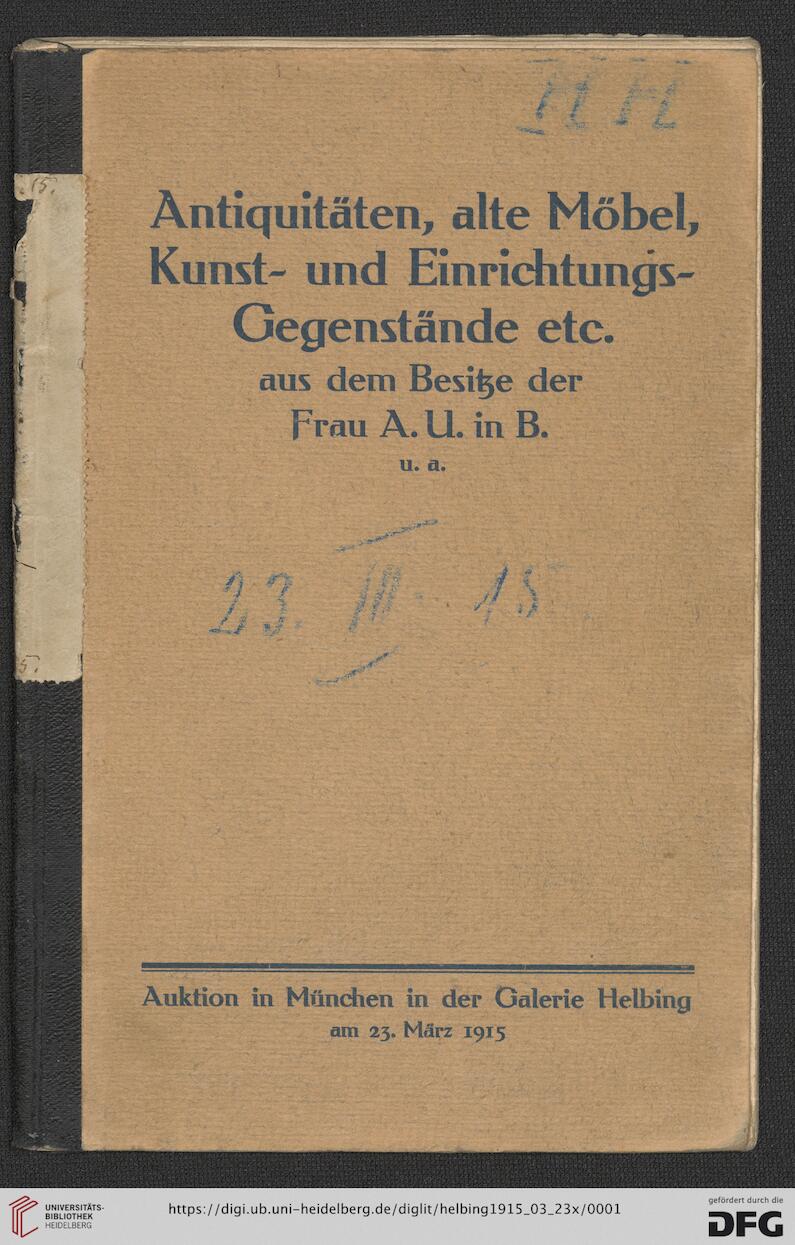 H H
15.
Antiquitäten, alte Möbel,
Kunst- und Einrichtungs-
Gegenstände etc.
aus dem Besitze der
Frau A. U. in B.
u. a.
23. III. 15
5.
Auktion in München in der Galerie Helbing
am 23. März 1915
UNIVERSITÄTS-
BIBLIOTHEK
HEIDELBERG
https://digi.ub.uni-heidelberg.de/diglit/helbing1915_03_23x/0001
gefördert durch die
DFG